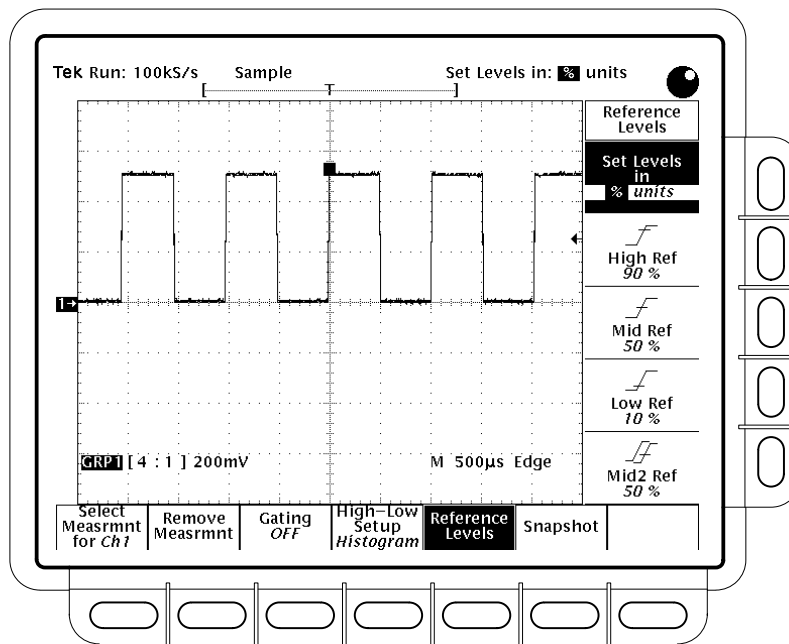 Tek Run: 100kS/s Sample Set Levels in: % units
[ T ]
Reference
Levels
Set Levels
in
% units
High Ref
90 %
Mid Ref
50 %
Low Ref
10 %
Mid2 Ref
50 %
1→
GRP1 [ 4 : 1 ] 200mV M 500µs Edge
Select
Measrmnt
for Ch1
Remove
Measrmnt
Gating
OFF
High–Low
Setup
Histogram
Reference
Levels
Snapshot